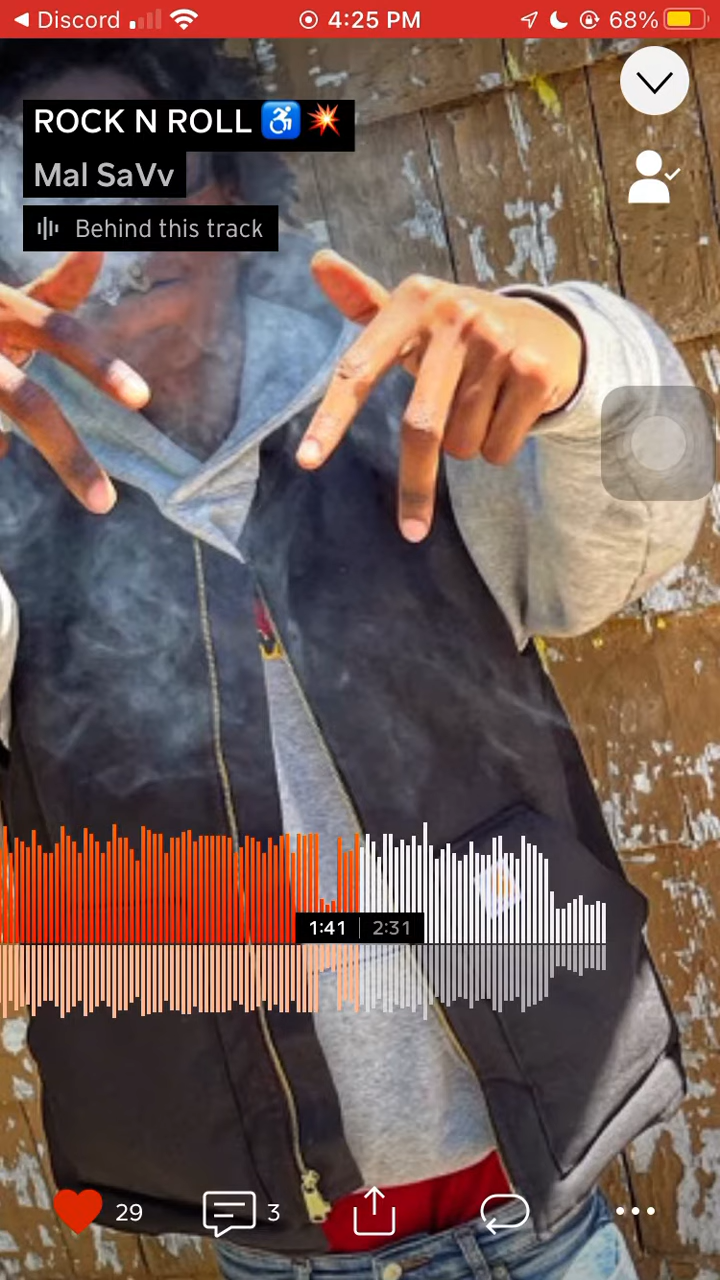 Discord 4:25 PM 68%
ROCK N ROLL ♿💥
Mal SaVv
Behind this track
1:41 2:31
29 3